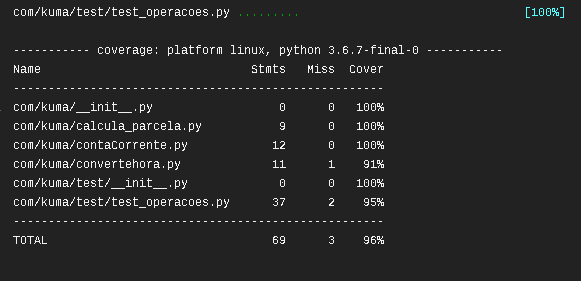 com/kuma/test/test_operacoes.py ......... [100%]
----------- coverage: platform linux, python 3.6.7-final-0 -----------
Name                                  Stmts   Miss  Cover
-----------------------------------------------------
com/kuma/__init__.py                      0      0   100%
com/kuma/calcula_parcela.py               9      0   100%
com/kuma/contaCorrente.py                12      0   100%
com/kuma/convertehora.py                 11      1    91%
com/kuma/test/__init__.py                 0      0   100%
com/kuma/test/test_operacoes.py          37      2    95%
-----------------------------------------------------
TOTAL                                    69      3    96%